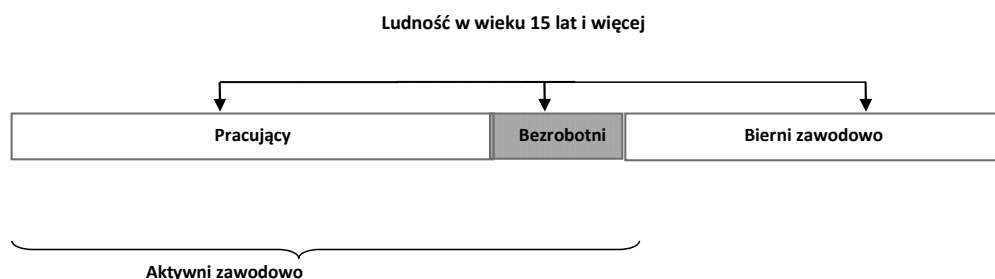 Ludność w wieku 15 lat i więcej
Pracujący
Bezrobotni
Bierni zawodowo
Aktywni zawodowo